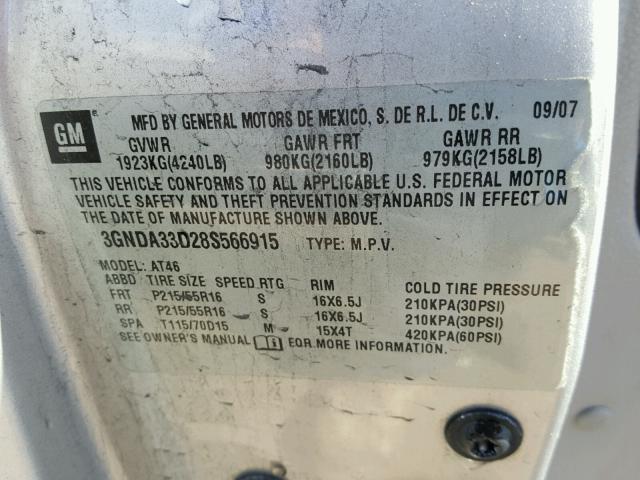 GM
MFD BY GENERAL MOTORS DE MEXICO, S. DE R.L. DE C.V. 09/07
GVWR GAWR FRT GAWR RR
1923KG(4240LB) 980KG(2160LB) 979KG(2158LB)
THIS VEHICLE CONFORMS TO ALL APPLICABLE U.S. FEDERAL MOTOR
VEHICLE SAFETY AND THEFT PREVENTION STANDARDS IN EFFECT ON
THE DATE OF MANUFACTURE SHOWN ABOVE.
3GNDA33D28S566915 TYPE: M.P.V.
MODEL: AT46
ABBD TIRE SIZE SPEED RTG RIM COLD TIRE PRESSURE
FRT P215/55R16 S 16X6.5J 210KPA(30PSI)
RR P215/55R16 S 16X6.5J 210KPA(30PSI)
SPA T115/70D15 M 15X4T 420KPA(60PSI)
SEE OWNER'S MANUAL FOR MORE INFORMATION.